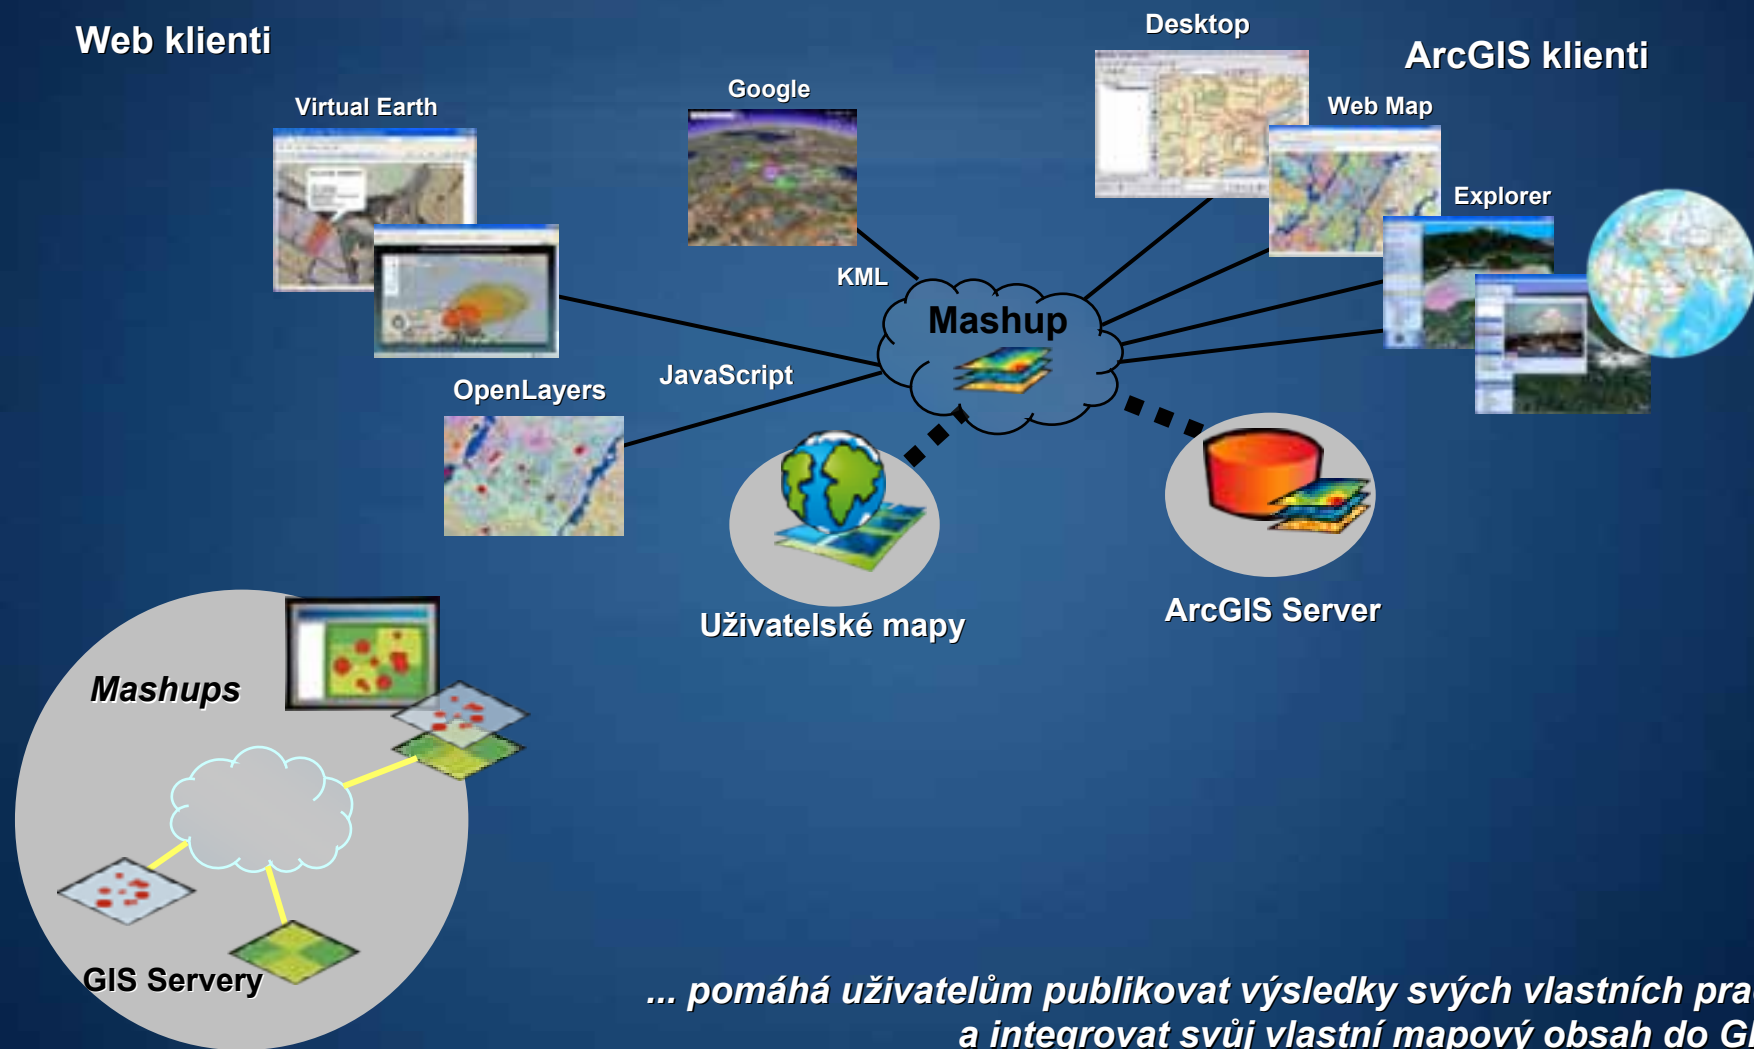 Web klienti
Desktop
ArcGIS klienti
Virtual Earth
Google
Web Map
Explorer
KML
Mashup
OpenLayers
JavaScript
Uživatelské mapy
ArcGIS Server
Mashups
GIS Servery
... pomáhá uživatelům publikovat výsledky svých vlastních
a integrovat svůj vlastní mapový obsah do